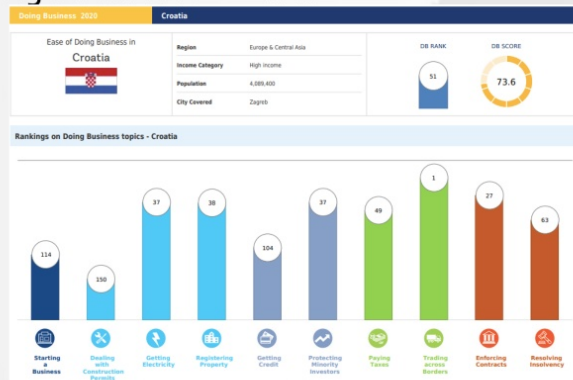 Doing Business 2020
Croatia
Ease of Doing Business in
Croatia
Region Europe & Central Asia
Income Category High income
Population 4,089,400
City Covered Zagreb
DB RANK
51
DB SCORE
73.6
Rankings on Doing Business topics - Croatia
114
150
37
38
104
37
49
1
27
63
Starting a Business
Dealing with Construction Permits
Getting Electricity
Registering Property
Getting Credit
Protecting Minority Investors
Paying Taxes
Trading across Borders
Enforcing Contracts
Resolving Insolvency